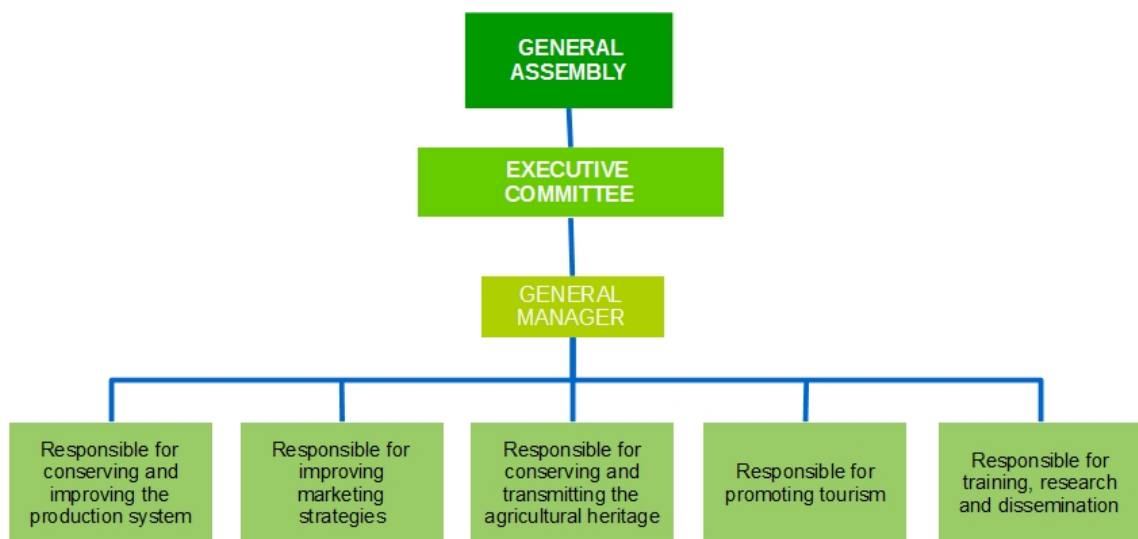 GENERAL
ASSEMBLY
EXECUTIVE
COMMITTEE
GENERAL
MANAGER
Responsible for
conserving and
improving the
production system
Responsible for
improving
marketing
strategies
Responsible for
conserving and
transmitting the
agricultural heritage
Responsible for
promoting tourism
Responsible for
training, research
and dissemination